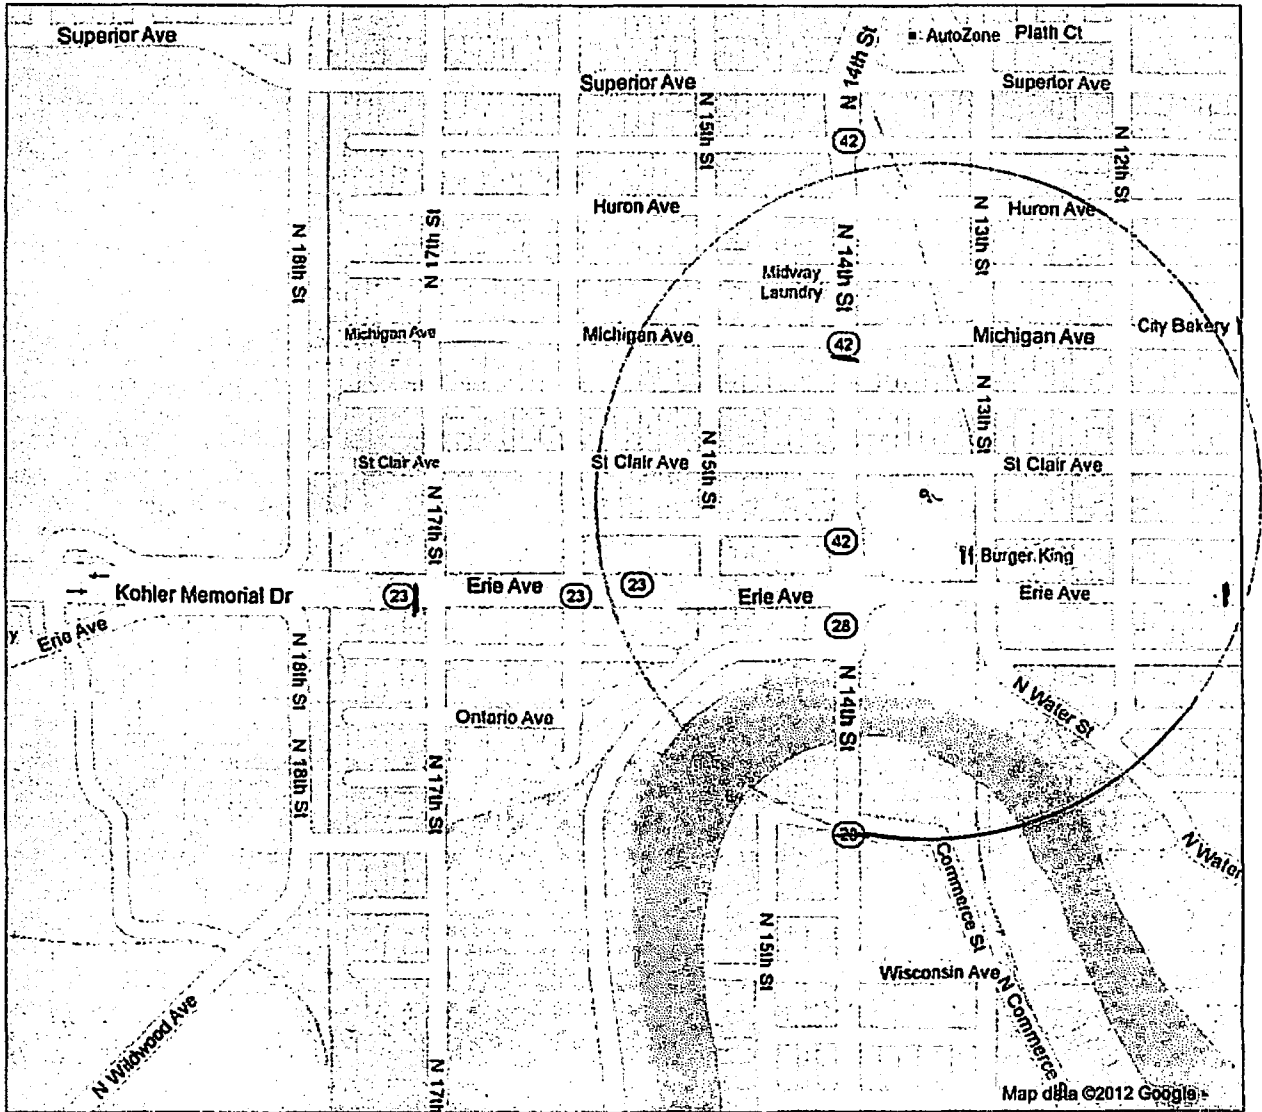 Superior Ave
N 14th St
AutoZone
Plath Ct
Superior Ave
Superior Ave
N 15th St
42
N 12th St
Huron Ave
Huron Ave
N 18th St
N 17th St
N 14th St
N 13th St
Midway
Laundry
Michigan Ave
Michigan Ave
42
Michigan Ave
City Bakery
N 13th St
St Clair Ave
St Clair Ave
N 15th St
St Clair Ave
N 17th St
42
Burger King
Kohler Memorial Dr
23
Erie Ave
23
23
Erie Ave
Erie Ave
28
y
Erie Ave
N 18th St
N 14th St
N Water St
Ontario Ave
N 18th St
N 17th St
28
N Water
Commerce St
N 15th St
Wisconsin Ave
N Commerce
N Wildwood Ave
N 17th
Map data ©2012 Google